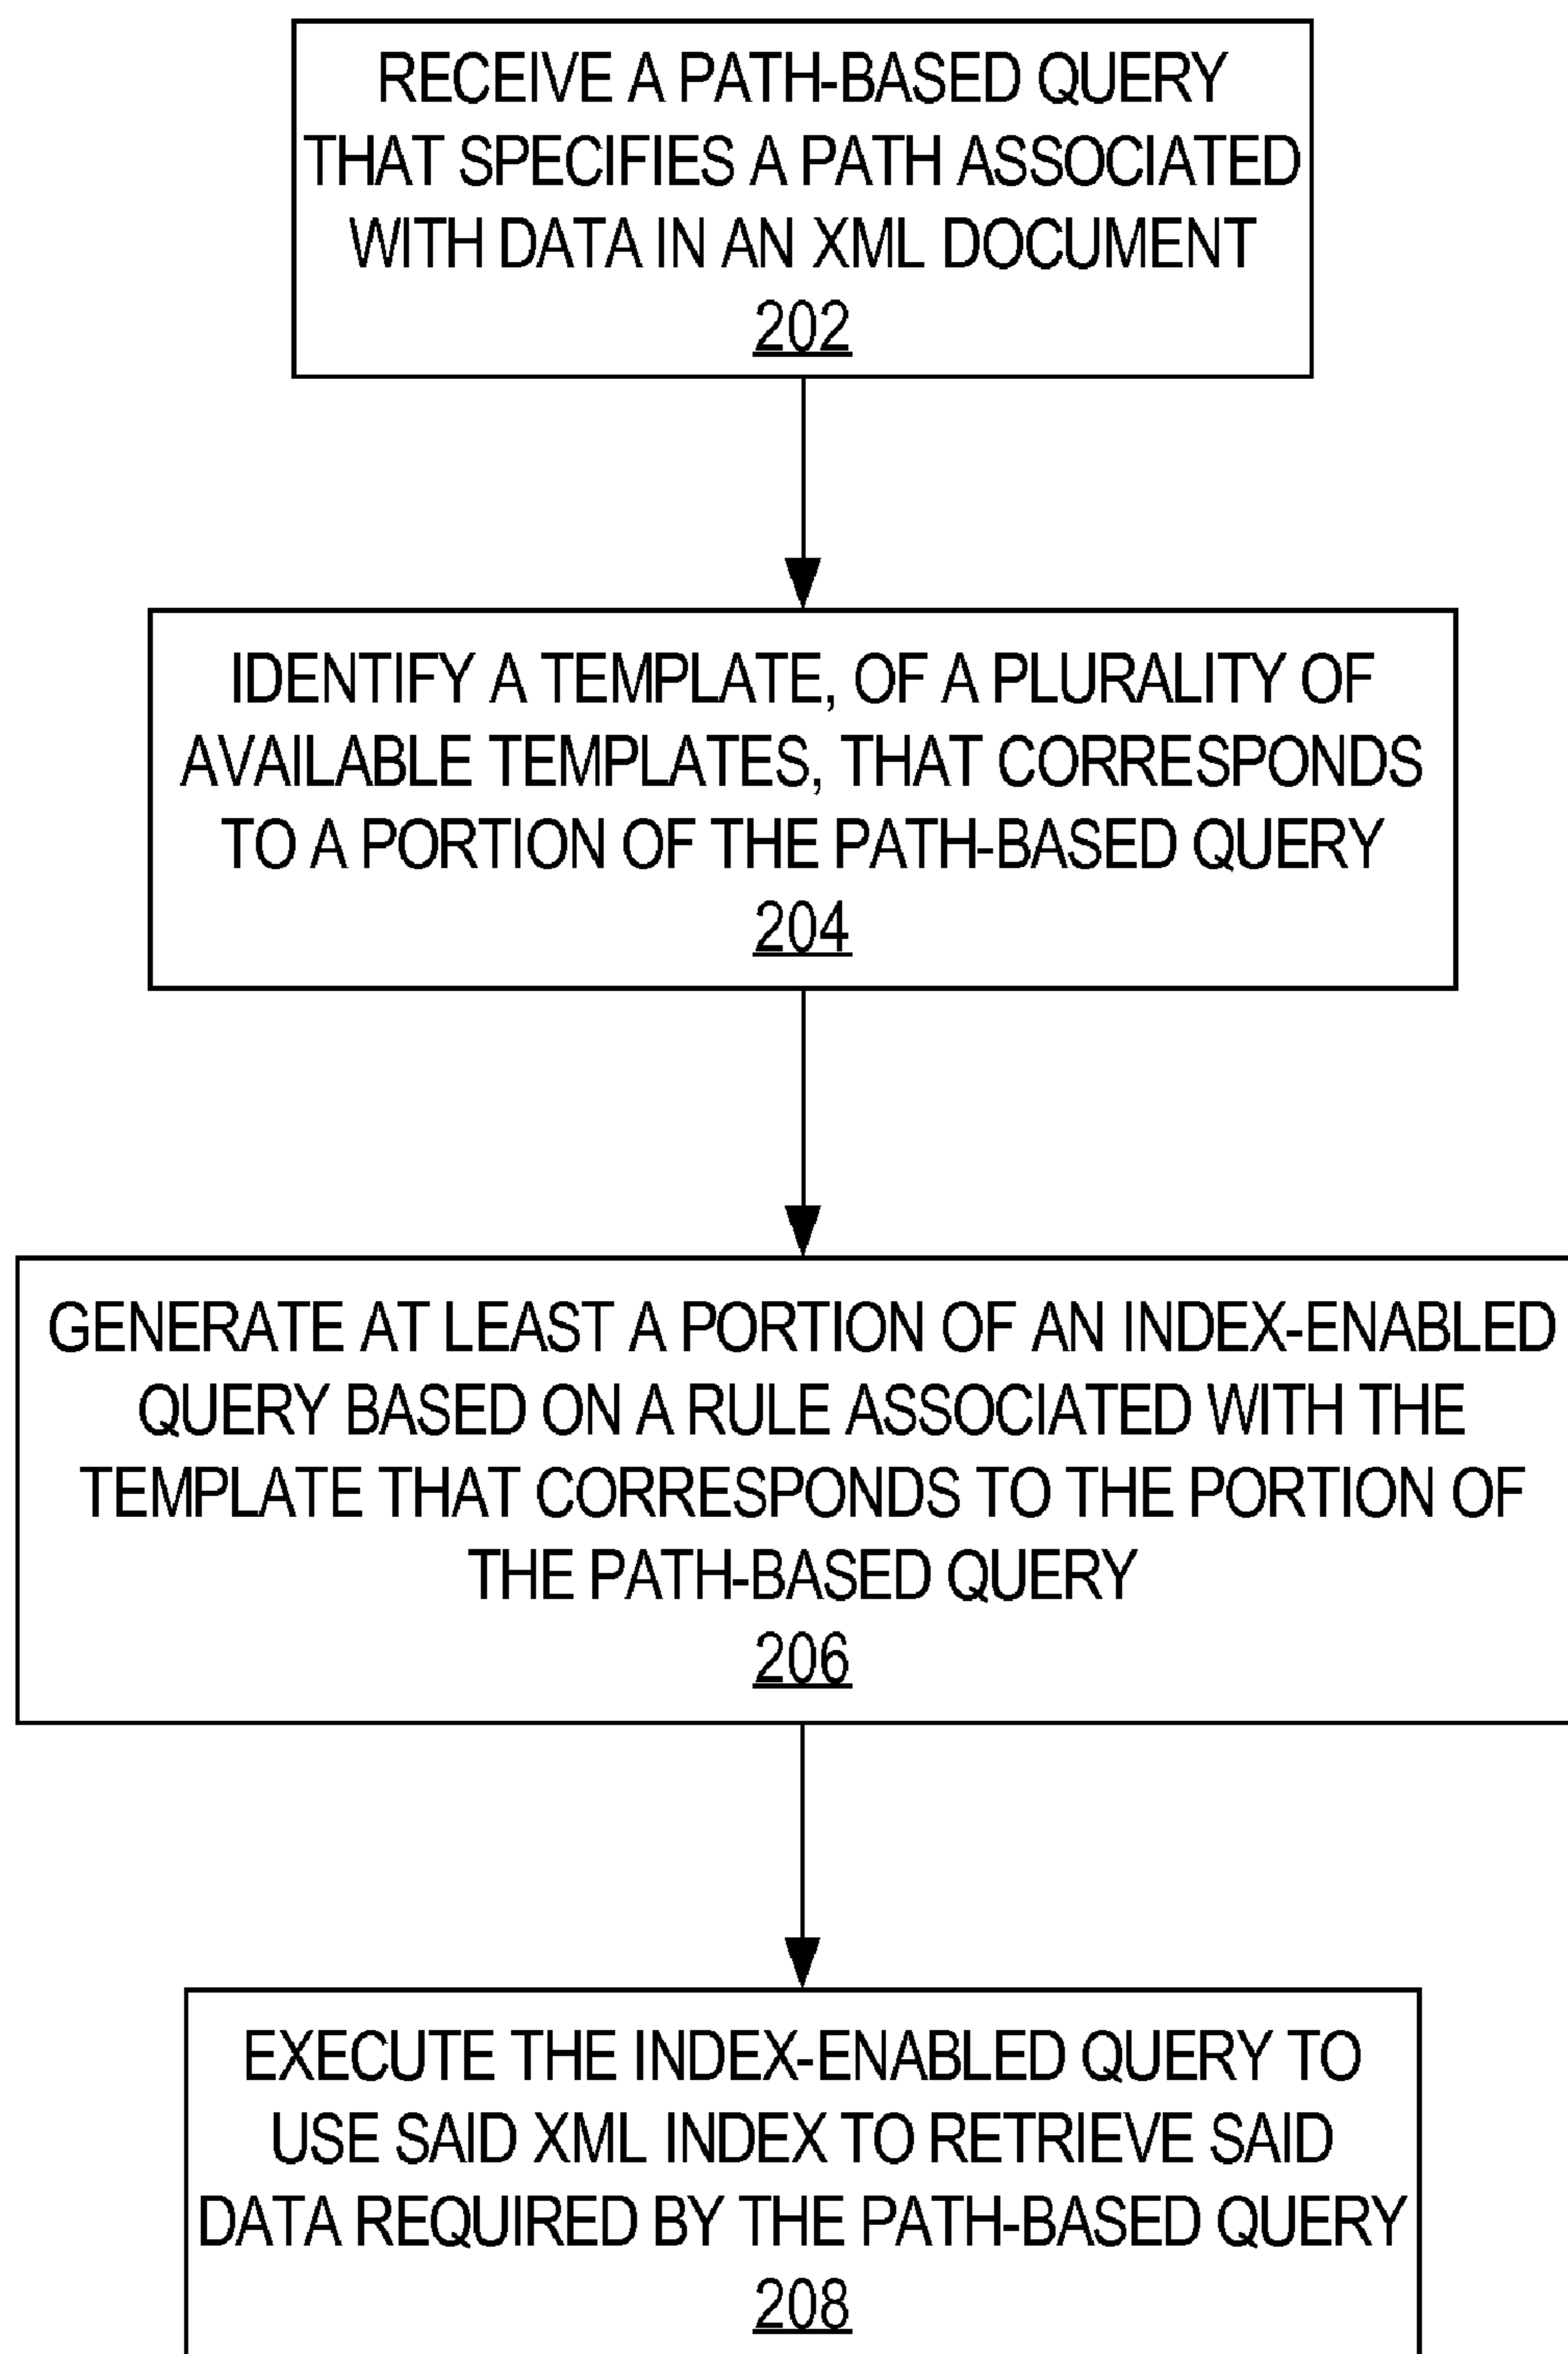 RECEIVE A PATH-BASED QUERY
THAT SPECIFIES A PATH ASSOCIATED
WITH DATA IN AN XML DOCUMENT
202
IDENTIFY A TEMPLATE, OF A PLURALITY OF
AVAILABLE TEMPLATES, THAT CORRESPONDS
TO A PORTION OF THE PATH-BASED QUERY
204
GENERATE AT LEAST A PORTION OF AN INDEX-ENABLED
QUERY BASED ON A RULE ASSOCIATED WITH THE
TEMPLATE THAT CORRESPONDS TO THE PORTION OF
THE PATH-BASED QUERY
206
EXECUTE THE INDEX-ENABLED QUERY TO
USE SAID XML INDEX TO RETRIEVE SAID
DATA REQUIRED BY THE PATH-BASED QUERY
208